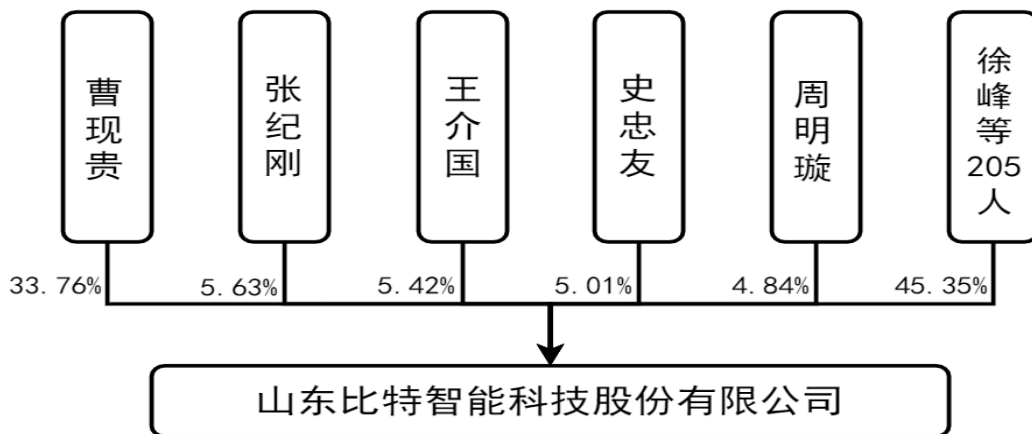 曹现贵
张纪刚
王介国
史忠友
周明璇
徐峰等205人
33.76%
5.63%
5.42%
5.01%
4.84%
45.35%
山东比特智能科技股份有限公司